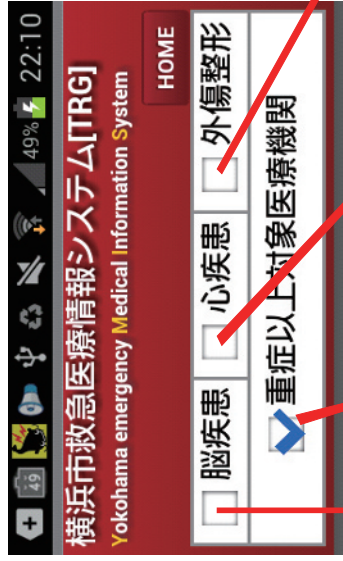 49 49% 22:10
横浜市救急医療情報システム[TRG]
Yokohama emergency Medical Information System
HOME
脳疾患 心疾患 外傷整形
重症以上対象医療機関